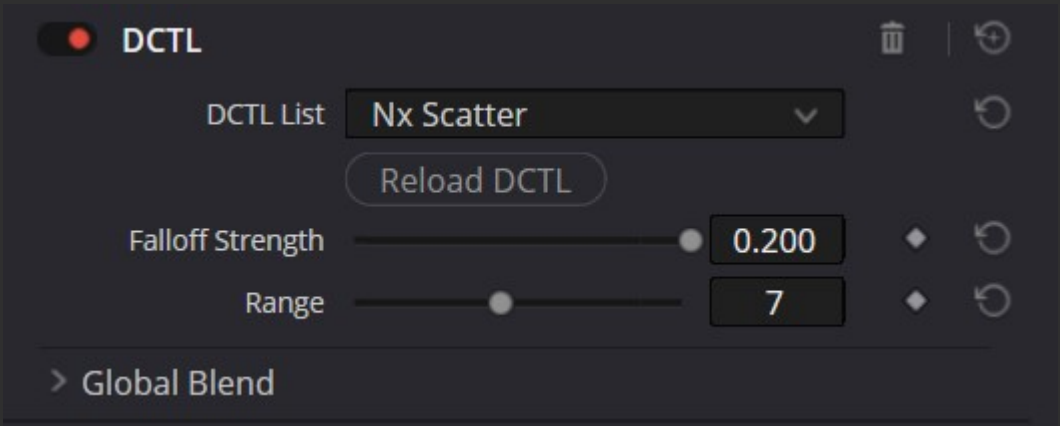 DCTL
DCTL List Nx Scatter
Reload DCTL
Falloff Strength 0.200
Range 7
Global Blend